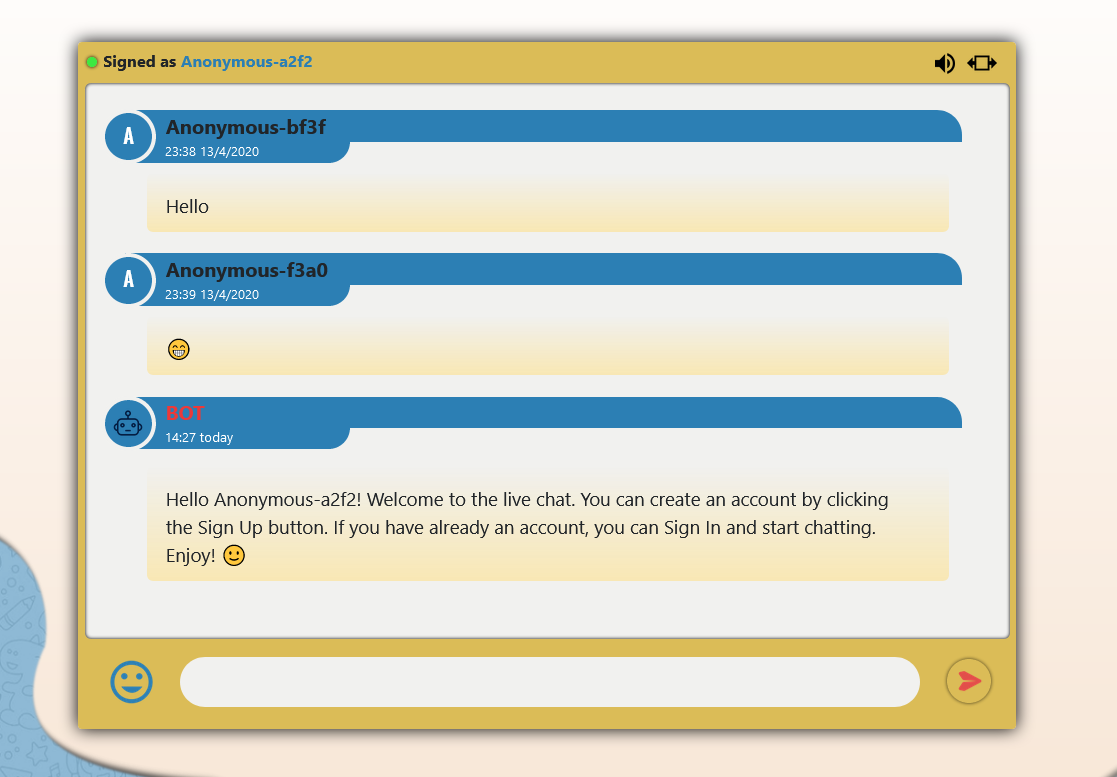 Signed as Anonymous-a2f2
A
Anonymous-bf3f
23:38 13/4/2020
Hello
A
Anonymous-f3a0
23:39 13/4/2020
😁
BOT
14:27 today
Hello Anonymous-a2f2! Welcome to the live chat. You can create an account by clicking
the Sign Up button. If you have already an account, you can Sign In and start chatting.
Enjoy! 🙂